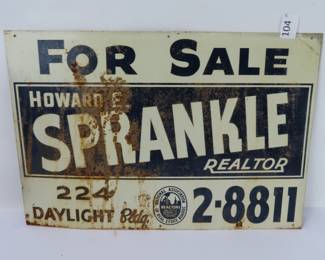 104
FOR SALE
HOWARD E.
SPRANKLE
REALTOR
224
DAYLIGHT Bldg.
2-8811